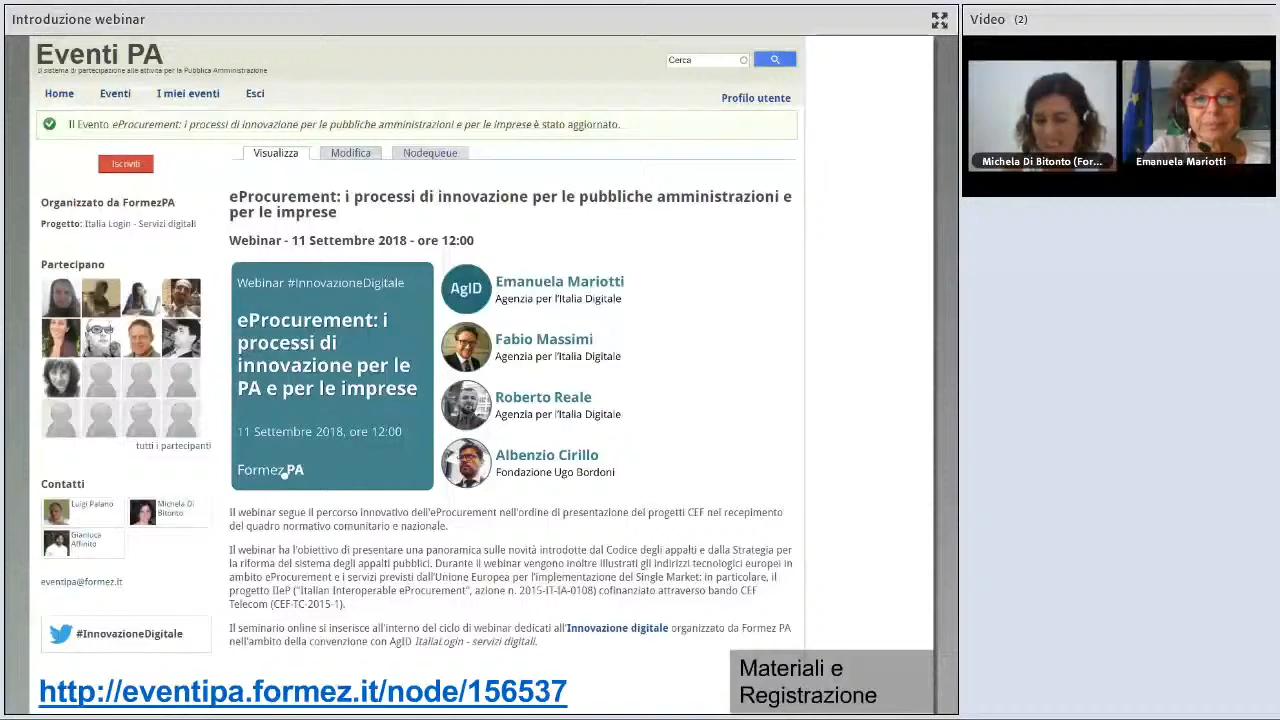 Introduzione webinar
Video (2)
Eventi PA
Il sistema di partecipazione alle attività per la Pubblica Amministrazione
Cerca
Home Eventi I miei eventi Esci
Profilo utente
Il Evento eProcurement: i processi di innovazione per le pubbliche amministrazioni e per le imprese è stato aggiornato.
Iscriviti
Visualizza Modifica Nodequeue
Michela Di Bitonto (For...
Emanuela Mariotti
Organizzato da FormezPA
Progetto: Italia Login - Servizi digitali
Partecipano
tutti i partecipanti
Contatti
Luigi Palano
Michela Di
Bitonto
Gianluca
Affinito
eventipa@formez.it
#InnovazioneDigitale
eProcurement: i processi di innovazione per le pubbliche amministrazioni e
per le imprese
Webinar - 11 Settembre 2018 - ore 12:00
Webinar #InnovazioneDigitale
eProcurement: i
processi di
innovazione per le
PA e per le imprese
11 Settembre 2018, ore 12:00
FormezPA
AgID
Emanuela Mariotti
Agenzia per l'Italia Digitale
Fabio Massimi
Agenzia per l'Italia Digitale
Roberto Reale
Agenzia per l'Italia Digitale
Albenzio Cirillo
Fondazione Ugo Bordoni
Il webinar segue il percorso innovativo dell'eProcurement nell'ordine di presentazione dei progetti CEF nel recepimento
del quadro normativo comunitario e nazionale.
Il webinar ha l'obiettivo di presentare una panoramica sulle novità introdotte dal Codice degli appalti e dalla Strategia per
la riforma del sistema degli appalti pubblici. Durante il webinar vengono inoltre illustrati gli indirizzi tecnologici europei in
ambito eProcurement e i servizi previsti dall'Unione Europea per l'implementazione del Single Market: in particolare, il
progetto IIeP ("Italian Interoperable eProcurement", azione n. 2015-IT-IA-0108) cofinanziato attraverso bando CEF
Telecom (CEF-TC-2015-1).
Il seminario online si inserisce all'interno del ciclo di webinar dedicati all'Innovazione digitale organizzato da Formez PA
nell'ambito della convenzione con AgID ItaliaLogin - servizi digitali.
http://eventipa.formez.it/node/156537
Materiali e
Registrazione